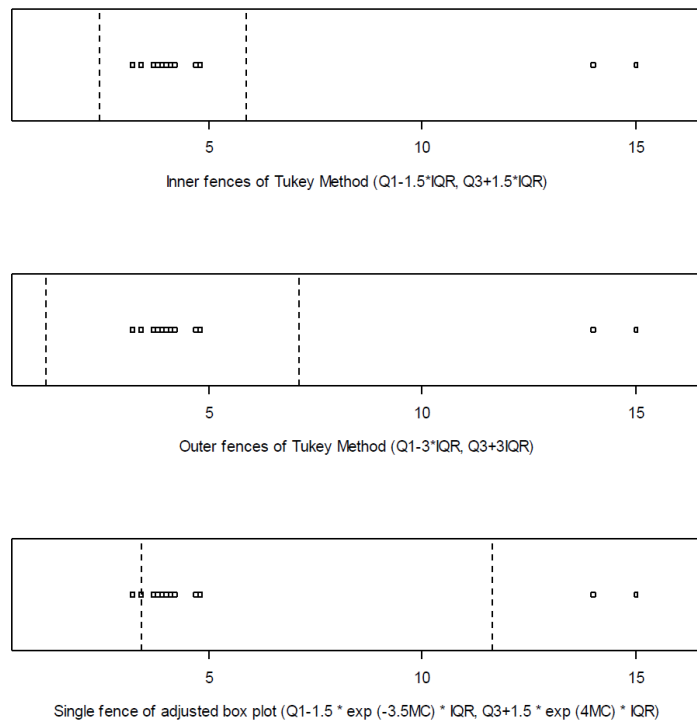 5 10 15
Inner fences of Tukey Method (Q1-1.5*IQR, Q3+1.5*IQR)
5 10 15
Outer fences of Tukey Method (Q1-3*IQR, Q3+3IQR)
5 10 15
Single fence of adjusted box plot (Q1-1.5 * exp (-3.5MC) * IQR, Q3+1.5 * exp (4MC) * IQR)